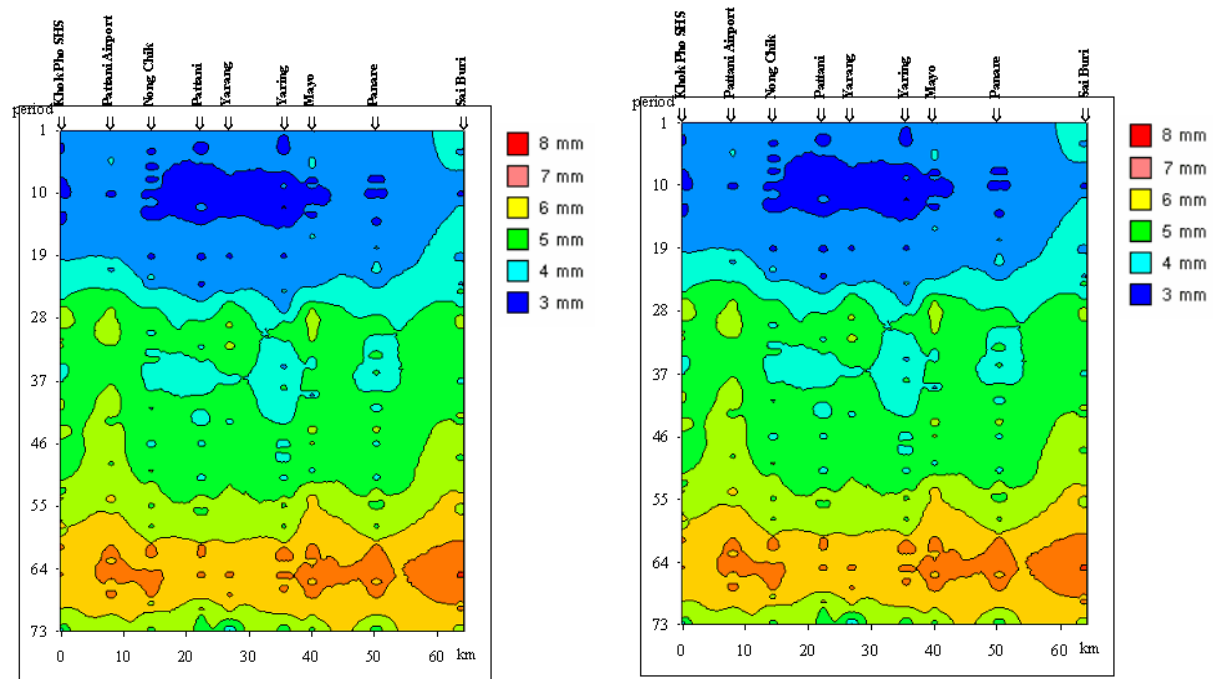 Khok Pho SHS
Pattani Airport
Nong Chik
Pattani
Yarang
Yaring
Mayo
Panare
Sai Buri
period
1
10
19
28
37
46
55
64
73
0
10
20
30
40
50
60
km
8 mm
7 mm
6 mm
5 mm
4 mm
3 mm
Khok Pho SHS
Pattani Airport
Nong Chik
Pattani
Yarang
Yaring
Mayo
Panare
Sai Buri
period
1
10
19
28
37
46
55
64
73
0
10
20
30
40
50
60
km
8 mm
7 mm
6 mm
5 mm
4 mm
3 mm